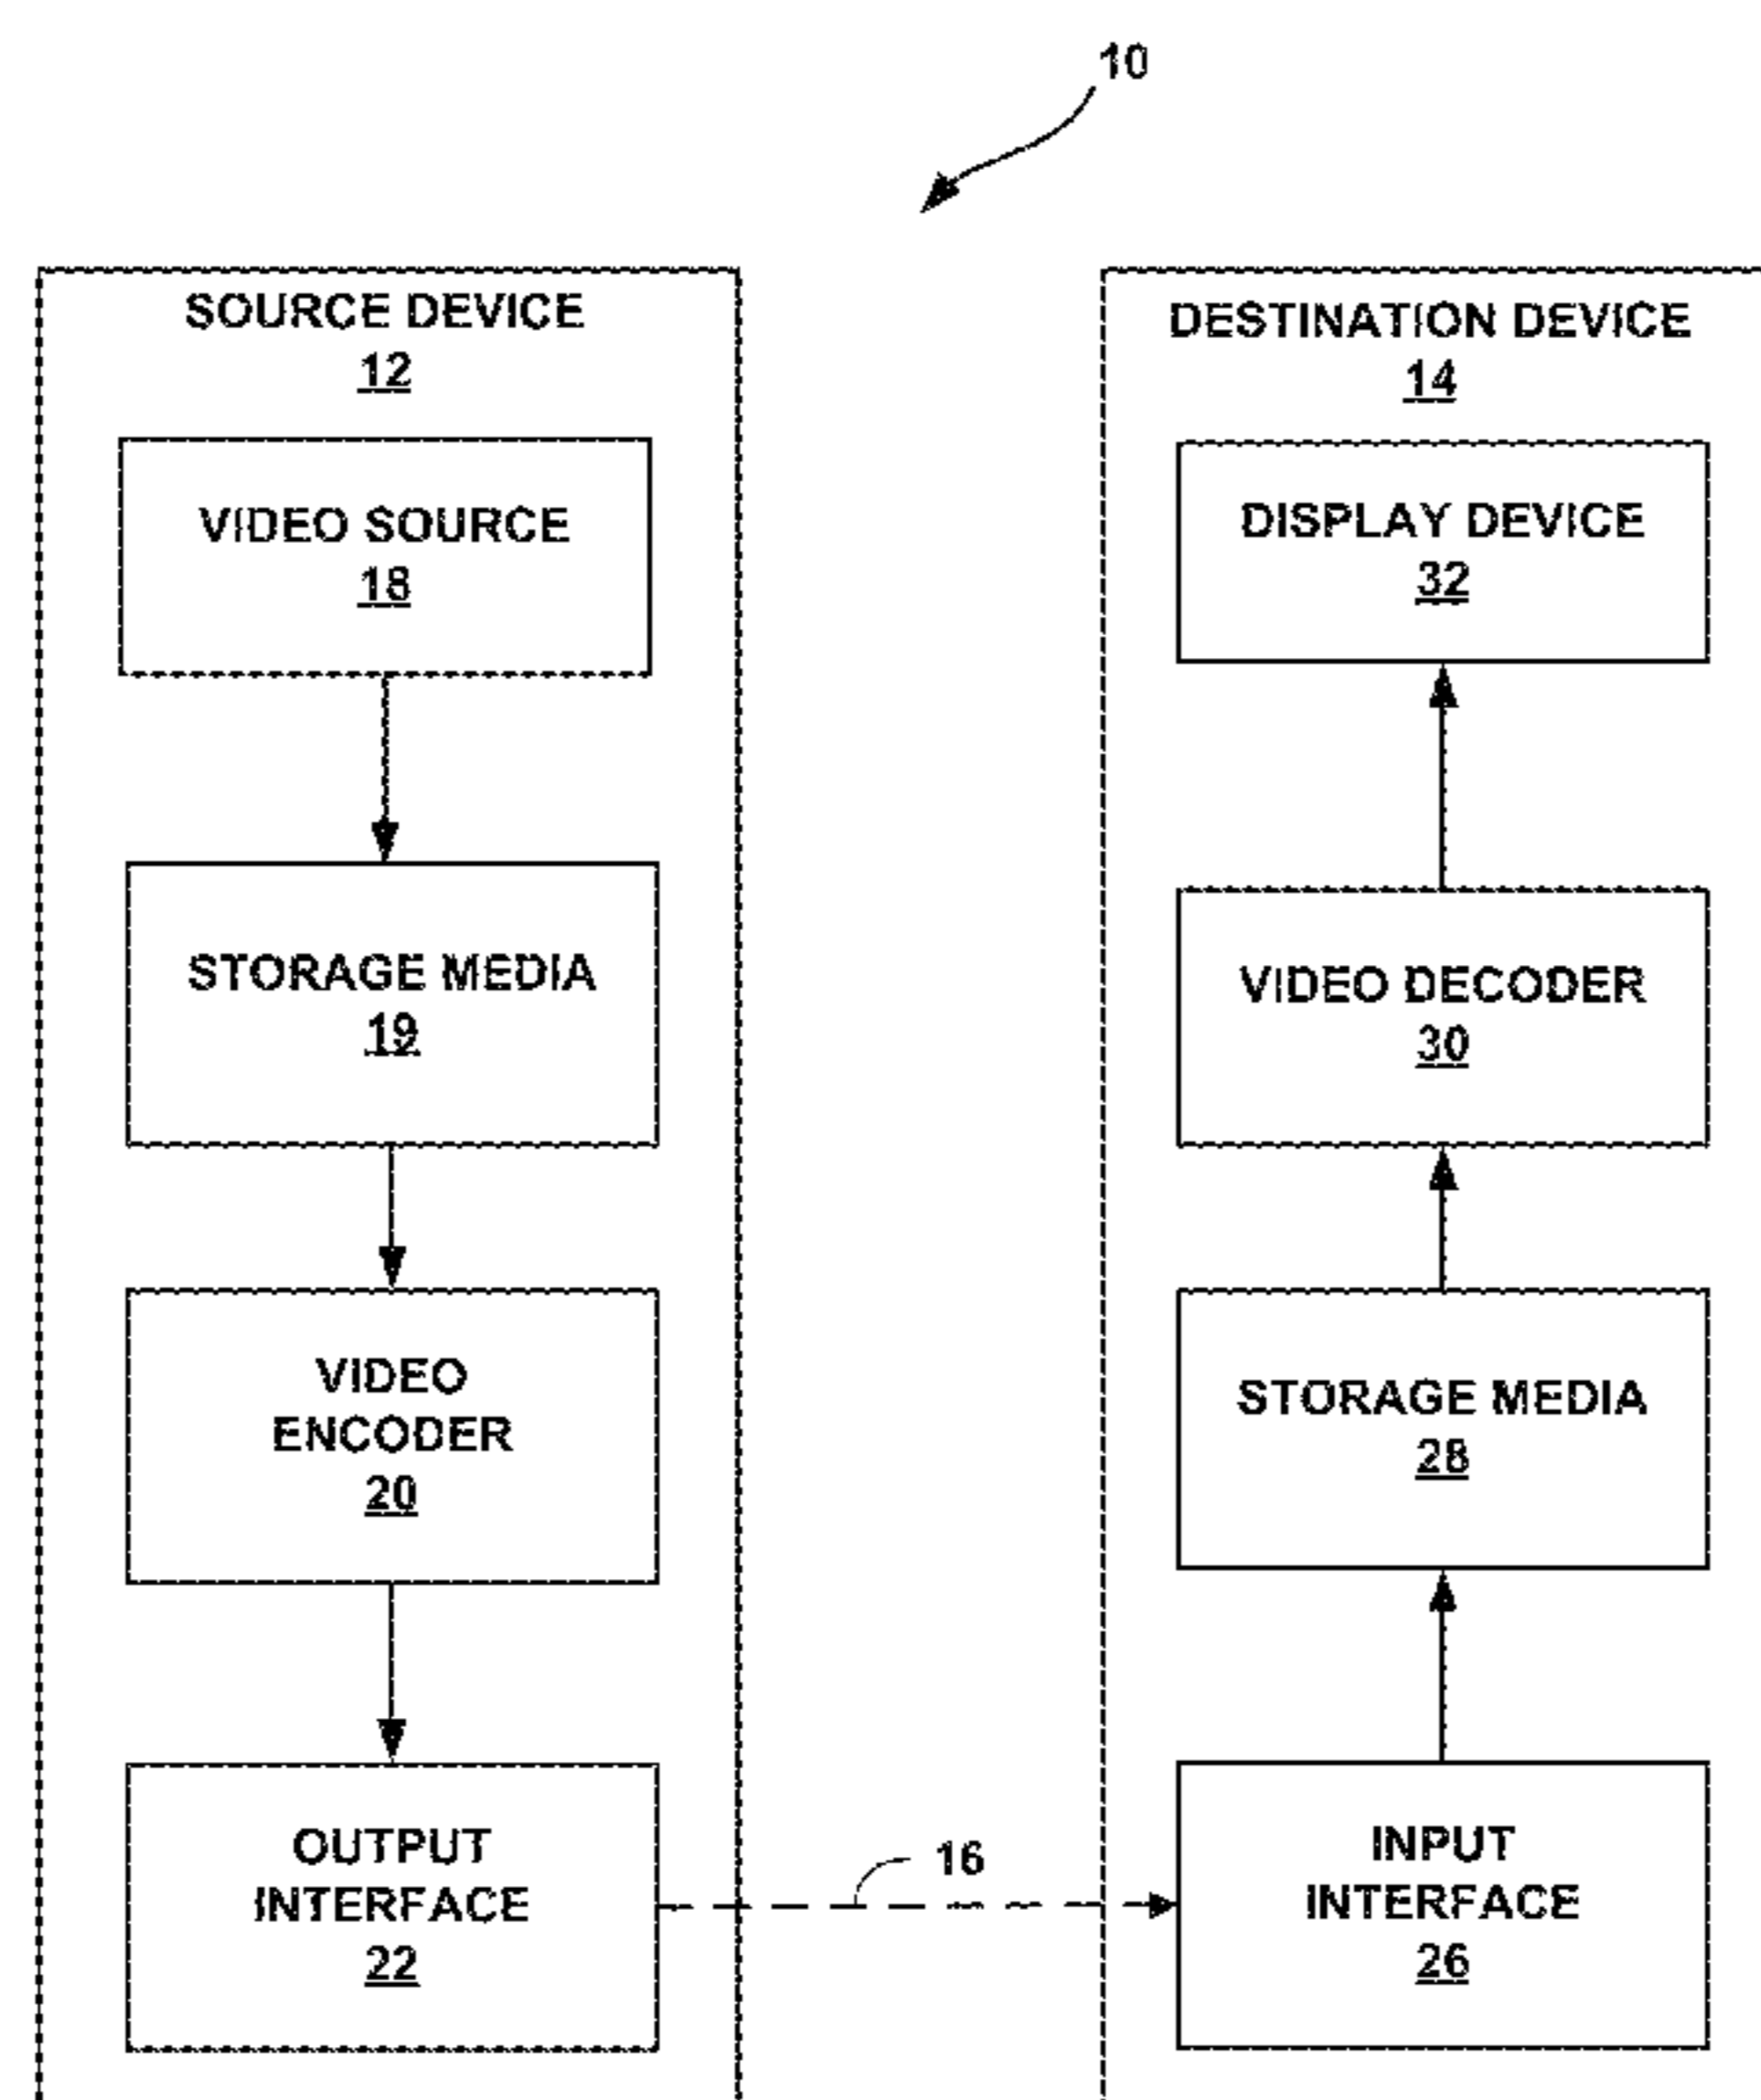 10
SOURCE DEVICE
12
VIDEO SOURCE
18
STORAGE MEDIA
19
VIDEO
ENCODER
20
OUTPUT
INTERFACE
22
16
DESTINATION DEVICE
14
DISPLAY DEVICE
32
VIDEO DECODER
30
STORAGE MEDIA
28
INPUT
INTERFACE
26